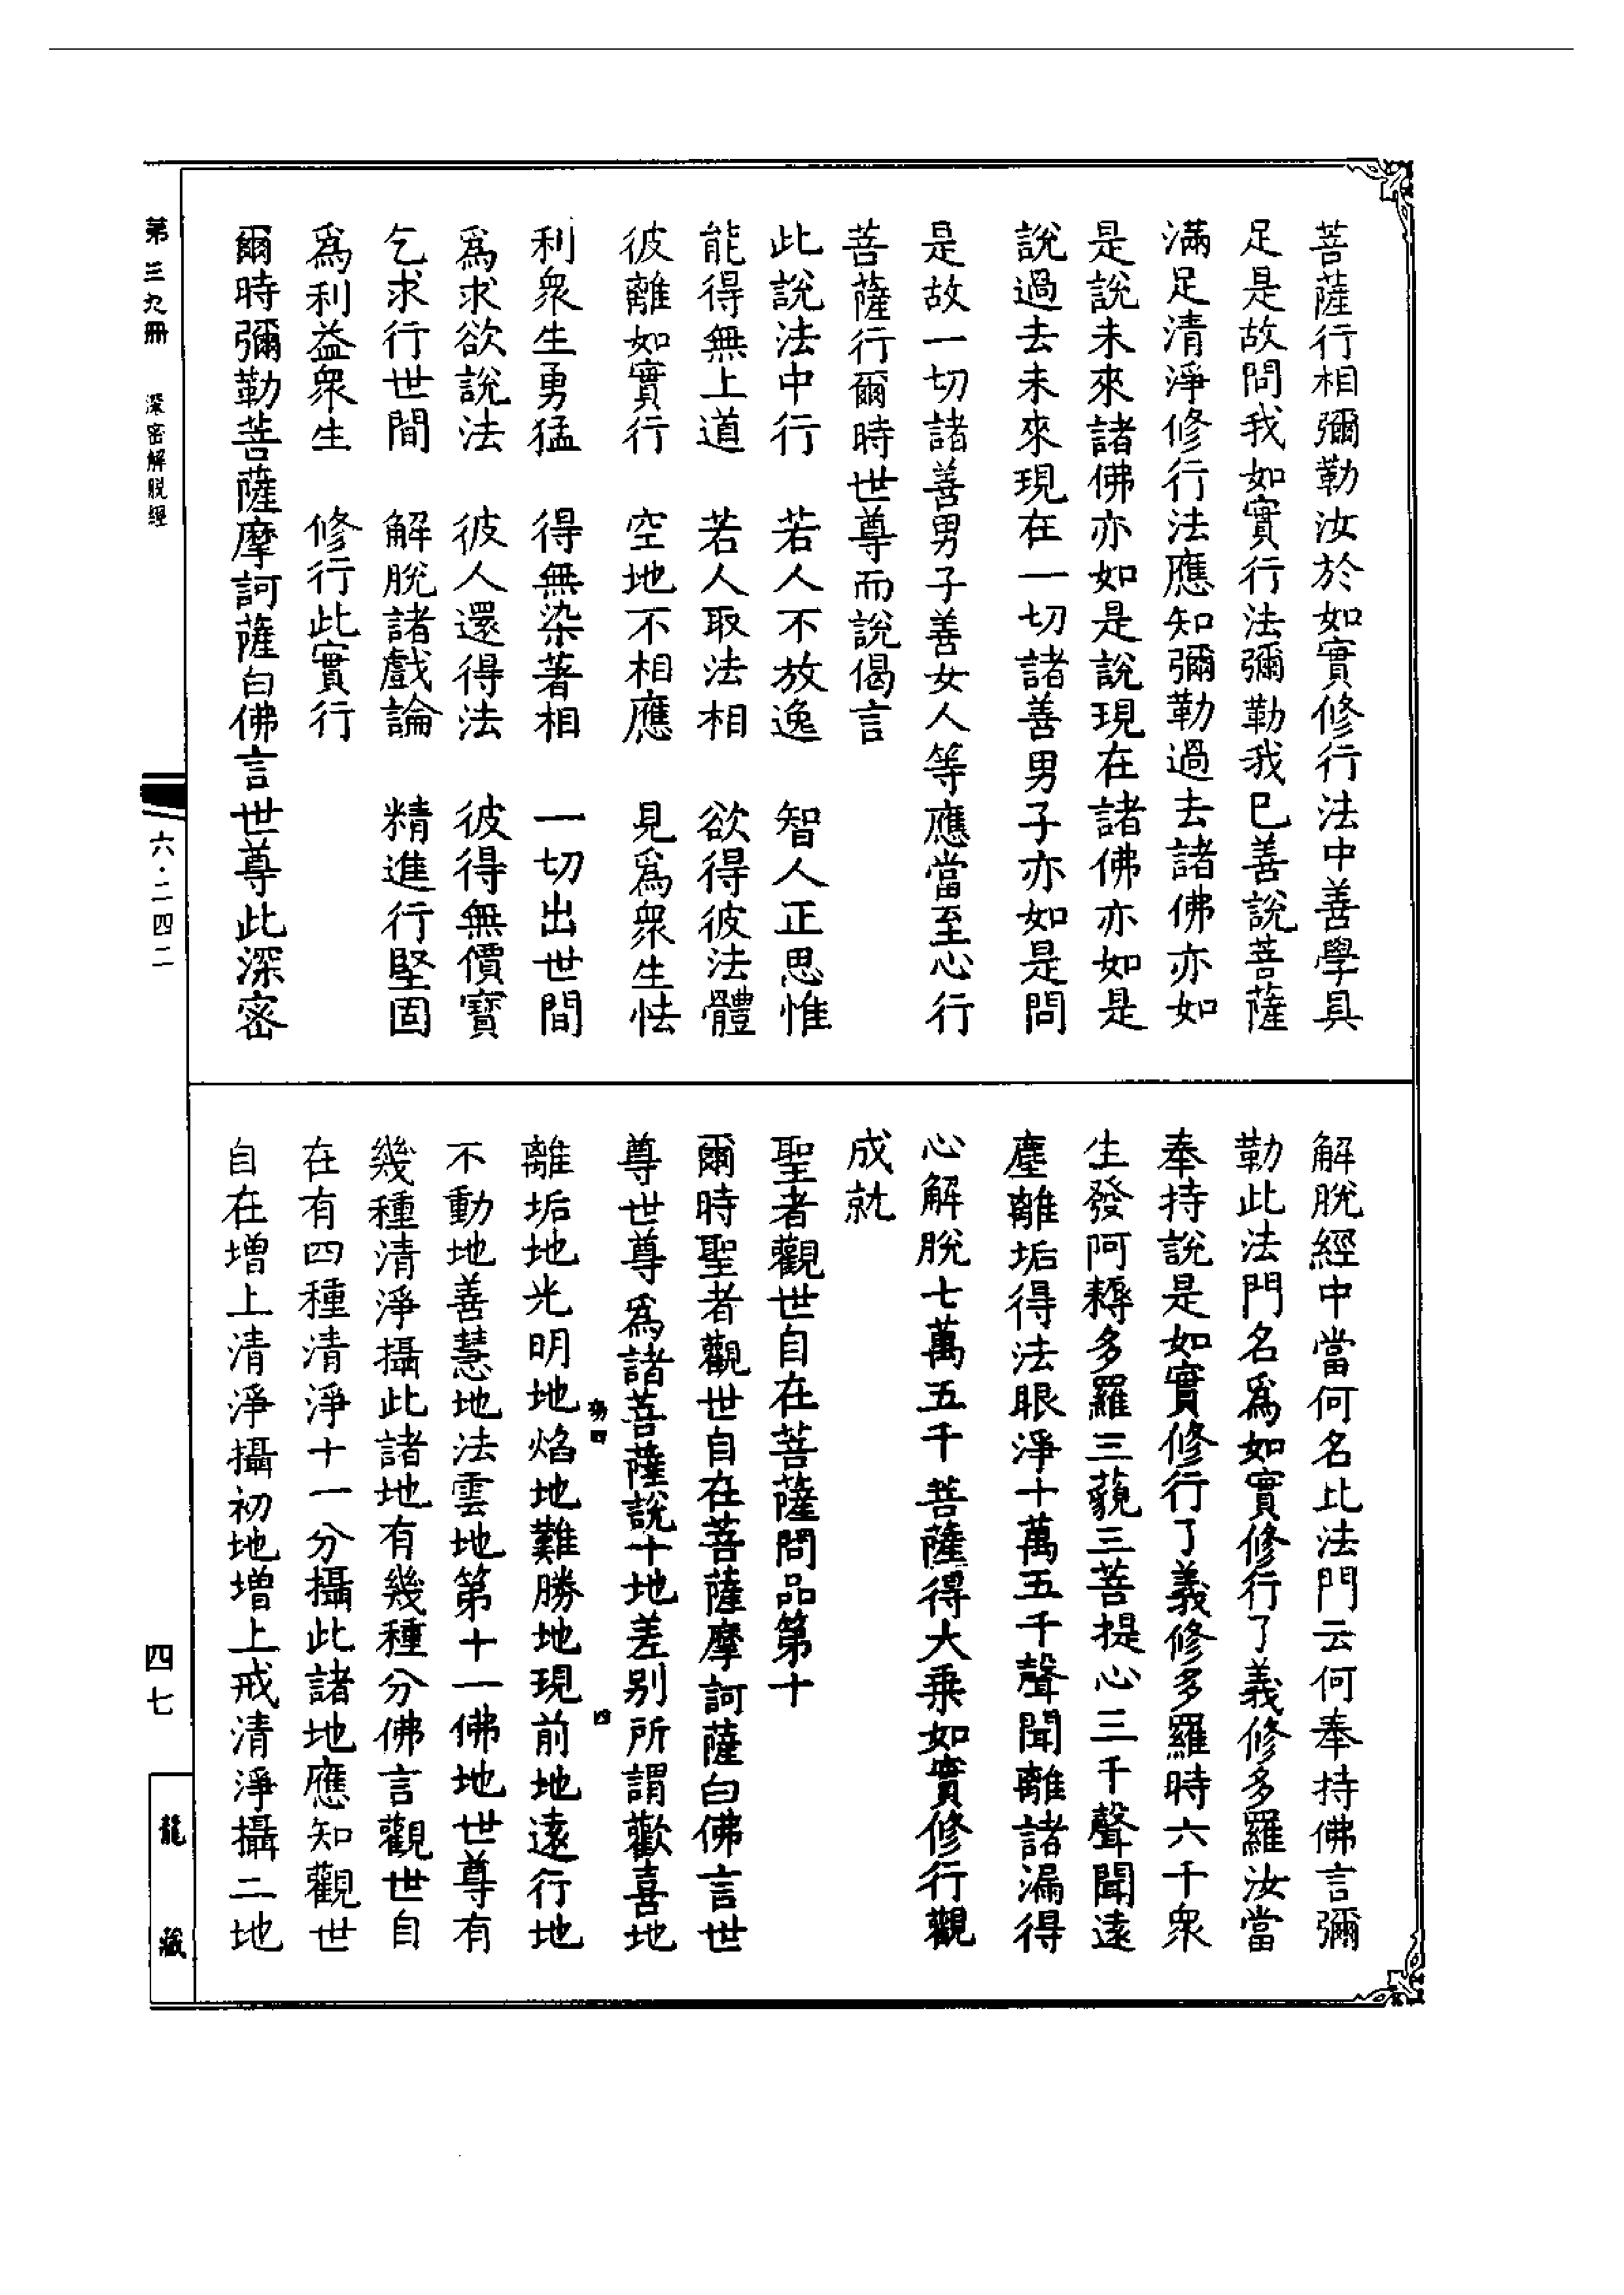 菩薩行相彌勒汝於如實修行法中善學具
足是故問我如實行法彌勒我已善說菩薩
滿足清淨修行法應知彌勒過去諸佛亦如
是說未來諸佛亦如是說現在諸佛亦如是
說過去未來現在一切諸善男子亦如是問
是故一切諸善男子善女人等應當至心行
菩薩行爾時世尊而說偈言
此說法中行　若人不放逸　智人正思惟
能得無上道　若人取法相　欲得彼法體
彼離如實行　空地不相應　見爲衆生怯
利衆生勇猛　得無染著相　一切出世間
爲求欲說法　彼人還得法　彼得無價寶
乞求行世間　解脫諸戲論　精進行堅固
爲利益衆生　修行此實行
爾時彌勒菩薩摩訶薩白佛言世尊此深密
解脫經中當何名此法門云何奉持佛言彌
勒此法門名爲如實修行了義修多羅汝當
奉持說是如實修行了義修多羅時六千衆
生發阿耨多羅三藐三菩提心三千聲聞遠
塵離垢得法眼淨十萬五千聲聞離諸漏得
心解脫七萬五千菩薩得大乘如實修行觀
成就
聖者觀世自在菩薩問品第十
爾時聖者觀世自在菩薩摩訶薩白佛言世
尊世尊爲諸菩薩說十地差别所謂歡喜地
離垢地光明地焰地難勝地現前地遠行地
不動地善慧地法雲地第十一佛地世尊有
幾種清淨攝此諸地有幾種分佛言觀世自
在有四種清淨十一分攝此諸地應知觀世
自在增上清淨攝初地增上戒清淨攝二地
第三九冊　深密解脫經
六·二四二
四七
龍藏